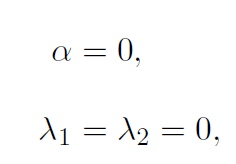 α = 0,
λ₁ = λ₂ = 0,